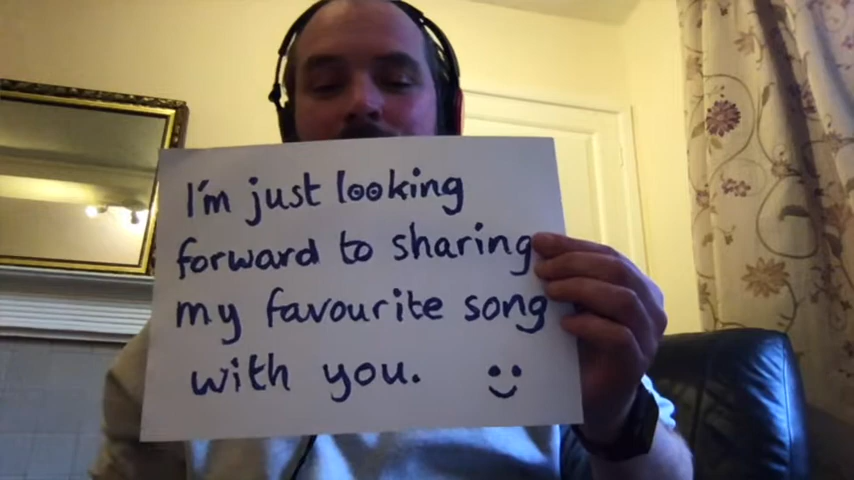 I'm just looking
forward to sharing
my favourite song
with you. :)